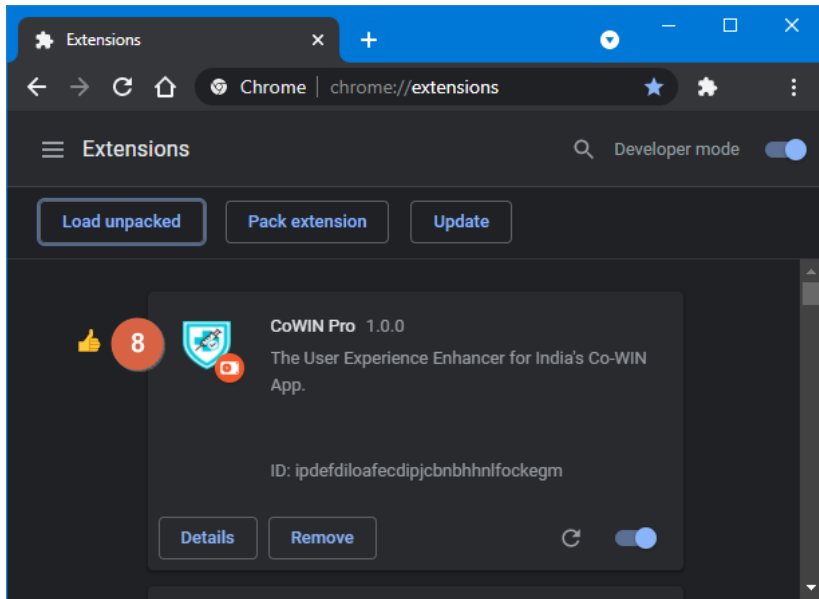 Extensions
Chrome | chrome://extensions
Extensions
Developer mode
Load unpacked
Pack extension
Update
8
CoWIN Pro 1.0.0
The User Experience Enhancer for India's Co-WIN
App.
ID: ipdefdiloafecdipjcbnbhhnlfockegm
Details
Remove